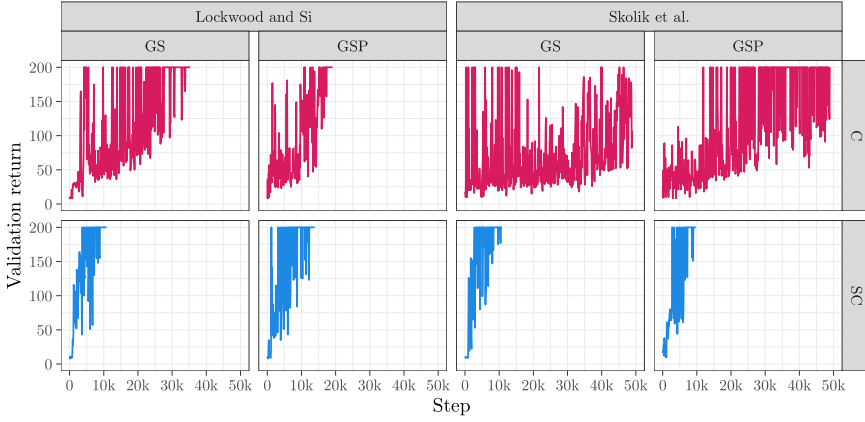 Lockwood and Si Skolik et al.
GS GSP GS GSP
200
150
100
50
0
C
200
150
100
50
0
SC
Validation return
0 10k 20k 30k 40k 50k 0 10k 20k 30k 40k 50k 0 10k 20k 30k 40k 50k 0 10k 20k 30k 40k 50k
Step